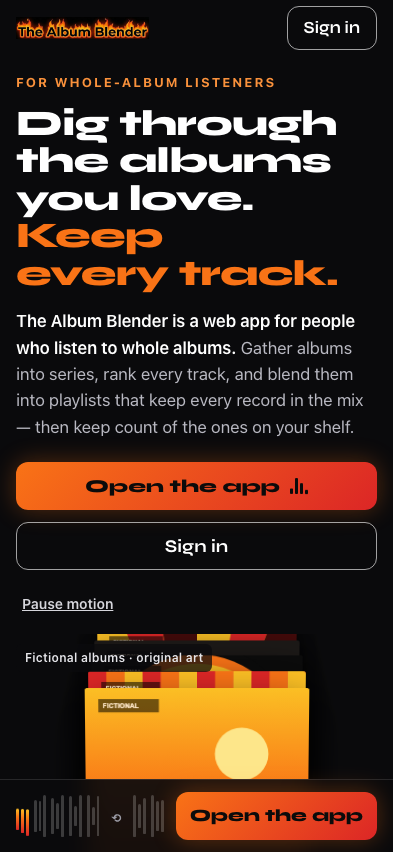 The Album Blender
Sign in
FOR WHOLE-ALBUM LISTENERS
Dig through
the albums
you love.
Keep
every track.
The Album Blender is a web app for people
who listen to whole albums. Gather albums
into series, rank every track, and blend them
into playlists that keep every record in the mix
— then keep count of the ones on your shelf.
Open the app
Sign in
Pause motion
Fictional albums · original art
FICTIONAL
Open the app